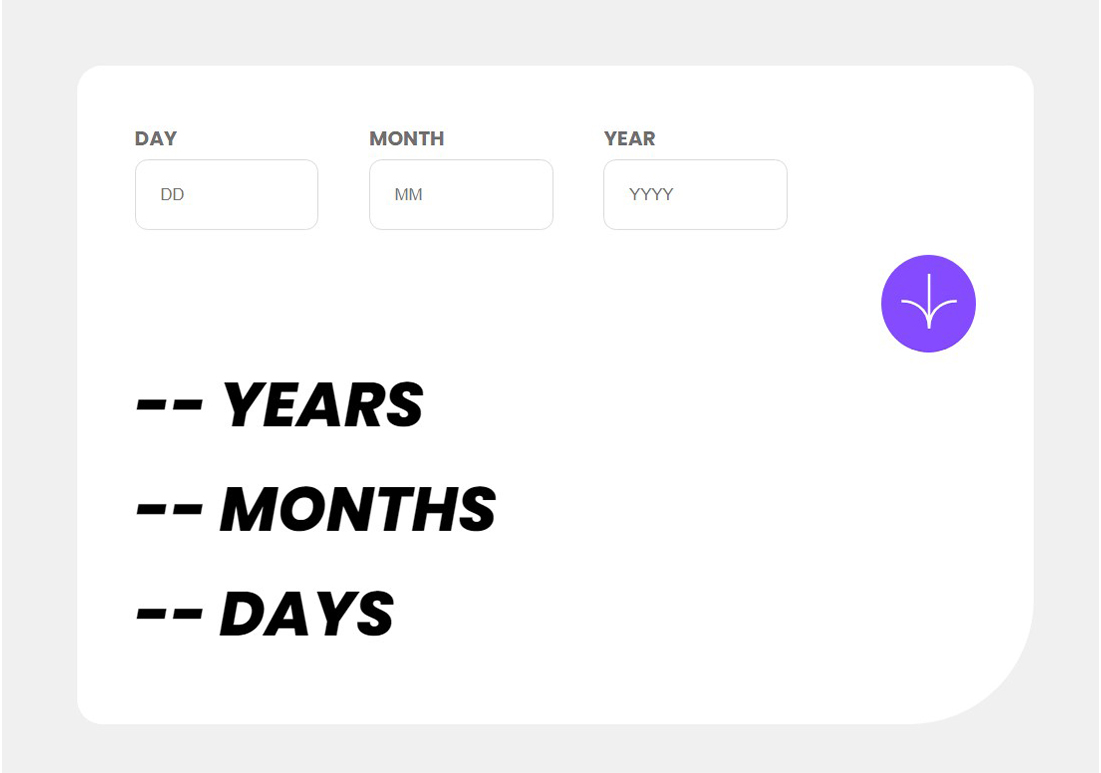 DAY MONTH YEAR
DD MM YYYY
-- YEARS
-- MONTHS
-- DAYS